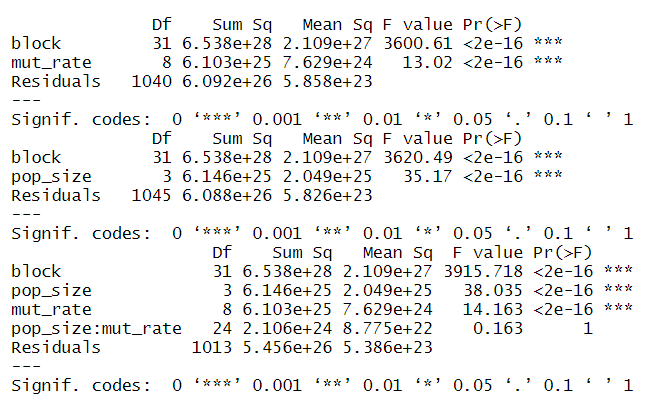 Df Sum Sq Mean Sq F value Pr(>F)
block 31 6.538e+28 2.109e+27 3600.61 <2e-16 ***
mut_rate 8 6.103e+25 7.629e+24 13.02 <2e-16 ***
Residuals 1040 6.092e+26 5.858e+23
---
Signif. codes: 0 ‘***’ 0.001 ‘**’ 0.01 ‘*’ 0.05 ‘.’ 0.1 ‘ ’ 1
Df Sum Sq Mean Sq F value Pr(>F)
block 31 6.538e+28 2.109e+27 3620.49 <2e-16 ***
pop_size 3 6.146e+25 2.049e+25 35.17 <2e-16 ***
Residuals 1045 6.088e+26 5.826e+23
---
Signif. codes: 0 ‘***’ 0.001 ‘**’ 0.01 ‘*’ 0.05 ‘.’ 0.1 ‘ ’ 1
Df Sum Sq Mean Sq F value Pr(>F)
block 31 6.538e+28 2.109e+27 3915.718 <2e-16 ***
pop_size 3 6.146e+25 2.049e+25 38.035 <2e-16 ***
mut_rate 8 6.103e+25 7.629e+24 14.163 <2e-16 ***
pop_size:mut_rate 24 2.106e+24 8.775e+22 0.163 1
Residuals 1013 5.456e+26 5.386e+23
---
Signif. codes: 0 ‘***’ 0.001 ‘**’ 0.01 ‘*’ 0.05 ‘.’ 0.1 ‘ ’ 1